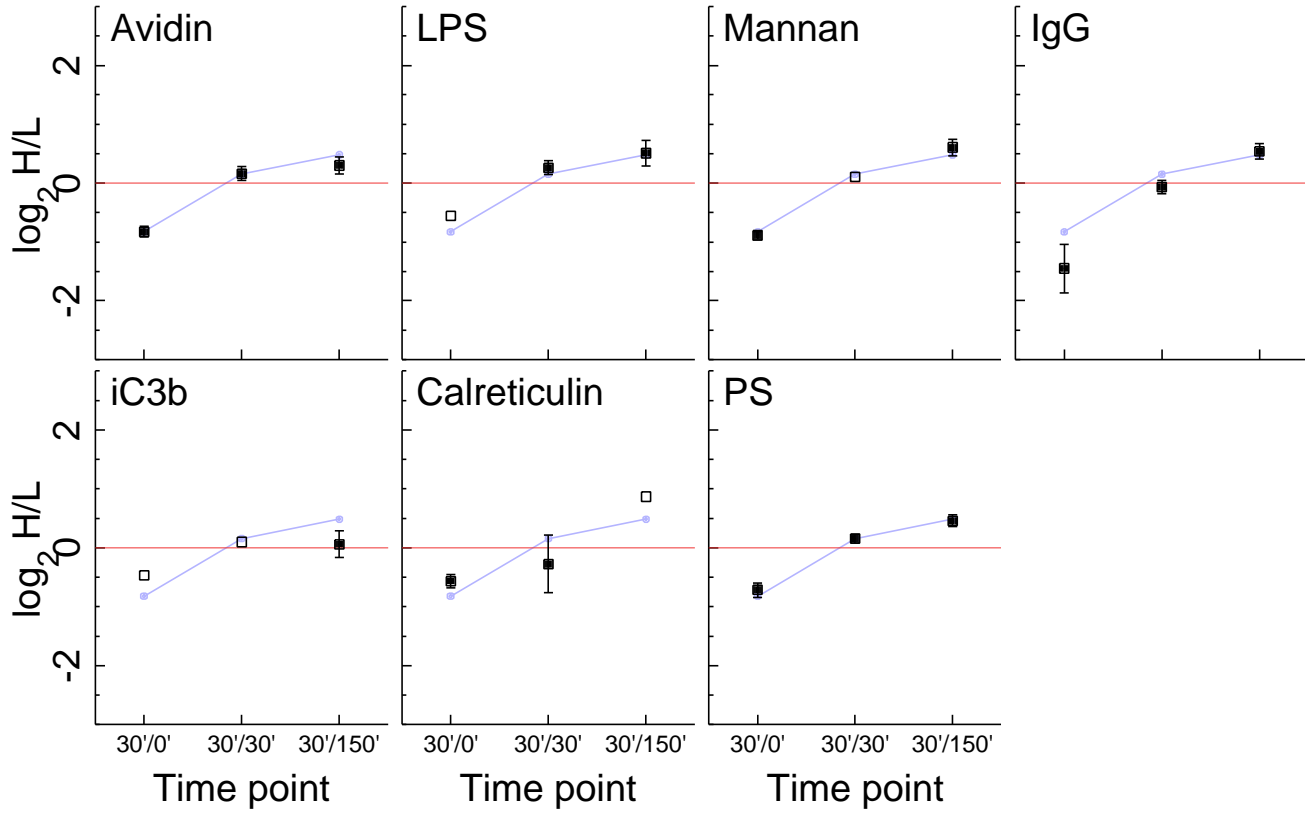 Avidin
LPS
Mannan
IgG
2
0
-2
log2 H/L
iC3b
Calreticulin
PS
2
0
-2
log2 H/L
30'/0' 30'/30' 30'/150'
30'/0' 30'/30' 30'/150'
30'/0' 30'/30' 30'/150'
Time point
Time point
Time point